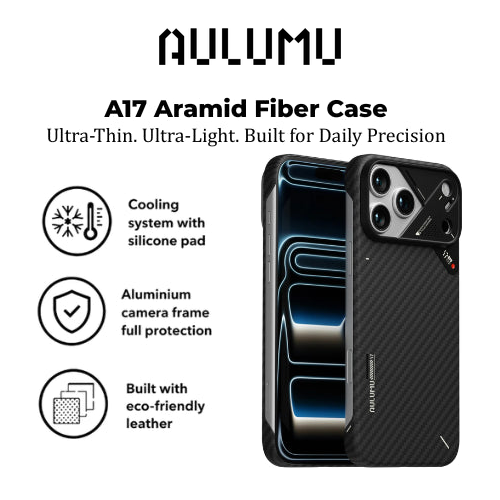 AULUMU
A17 Aramid Fiber Case
Ultra-Thin. Ultra-Light. Built for Daily Precision
Cooling
system with
silicone pad
Aluminium
camera frame
full protection
Built with
eco-friendly
leather
AULUMU